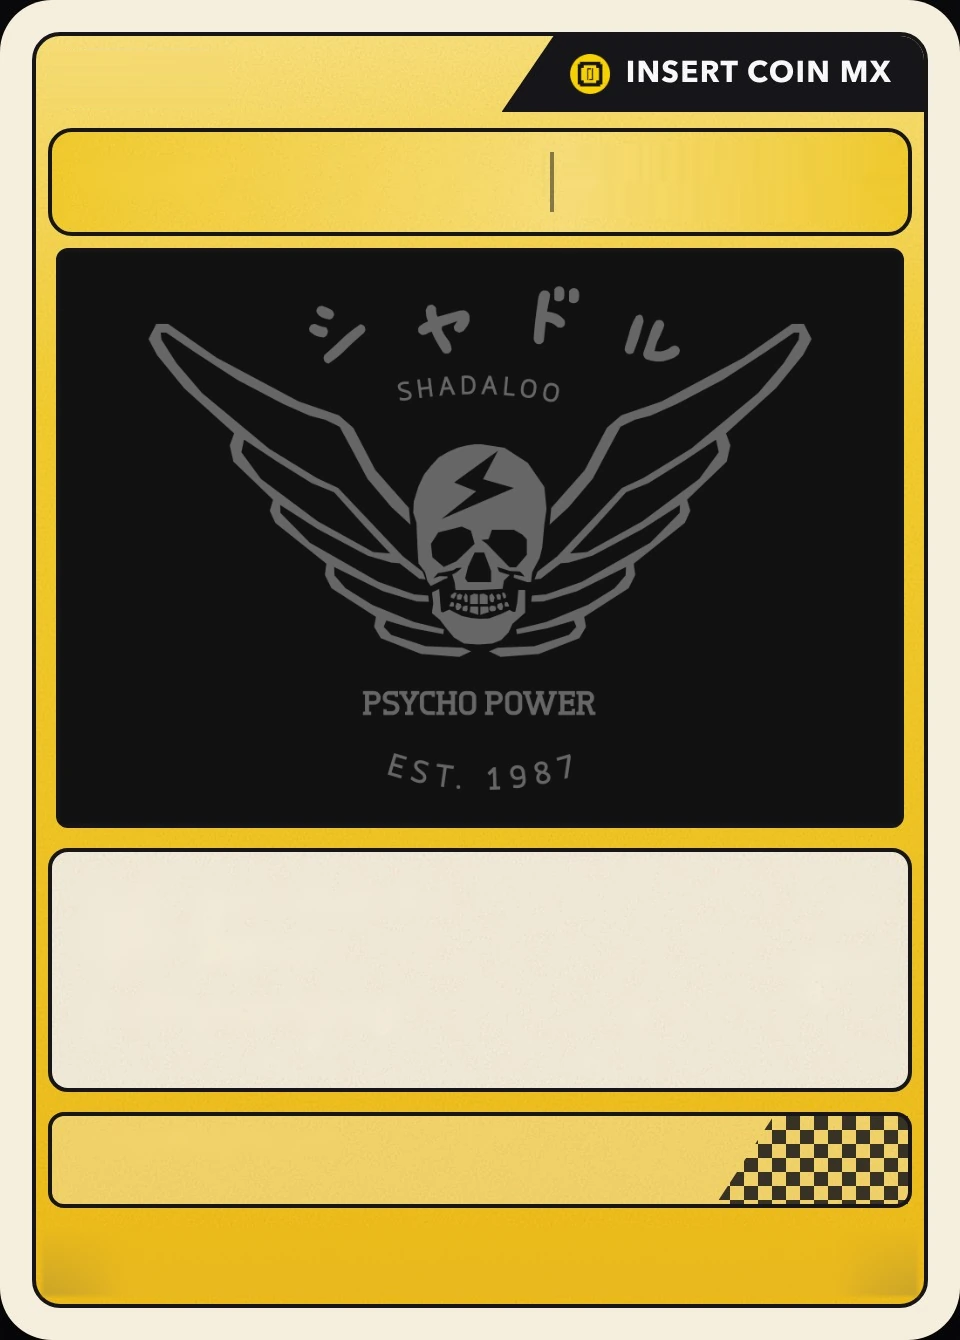 INSERT COIN MX
シャドル
SHADALOO
PSYCHO POWER
EST. 1987